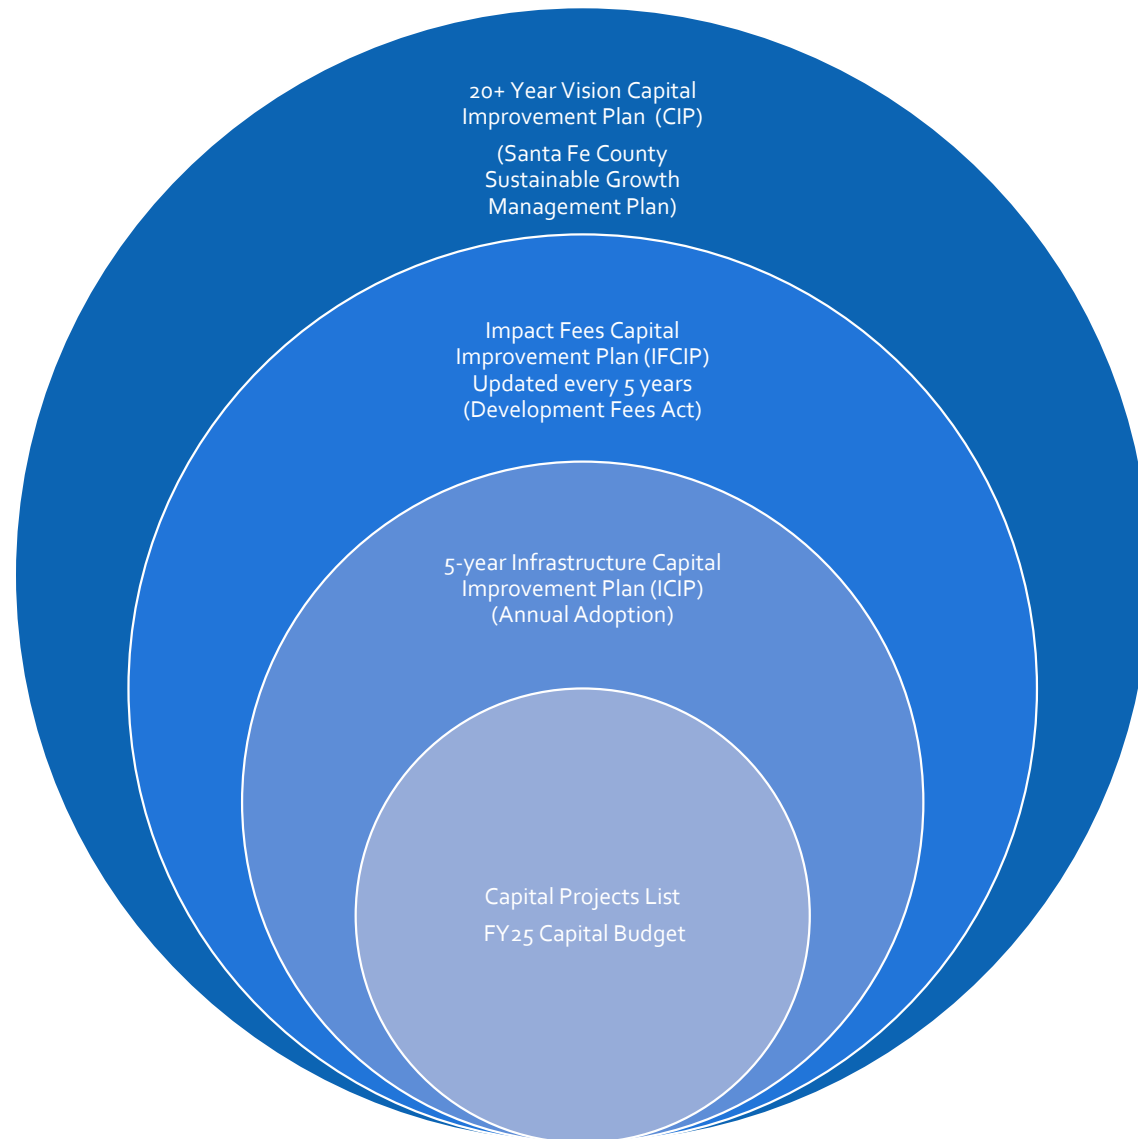 20+ Year Vision Capital
Improvement Plan (CIP)
(Santa Fe County
Sustainable Growth
Management Plan)
Impact Fees Capital
Improvement Plan (IFCIP)
Updated every 5 years
(Development Fees Act)
5-year Infrastructure Capital
Improvement Plan (ICIP)
(Annual Adoption)
Capital Projects List
FY25 Capital Budget